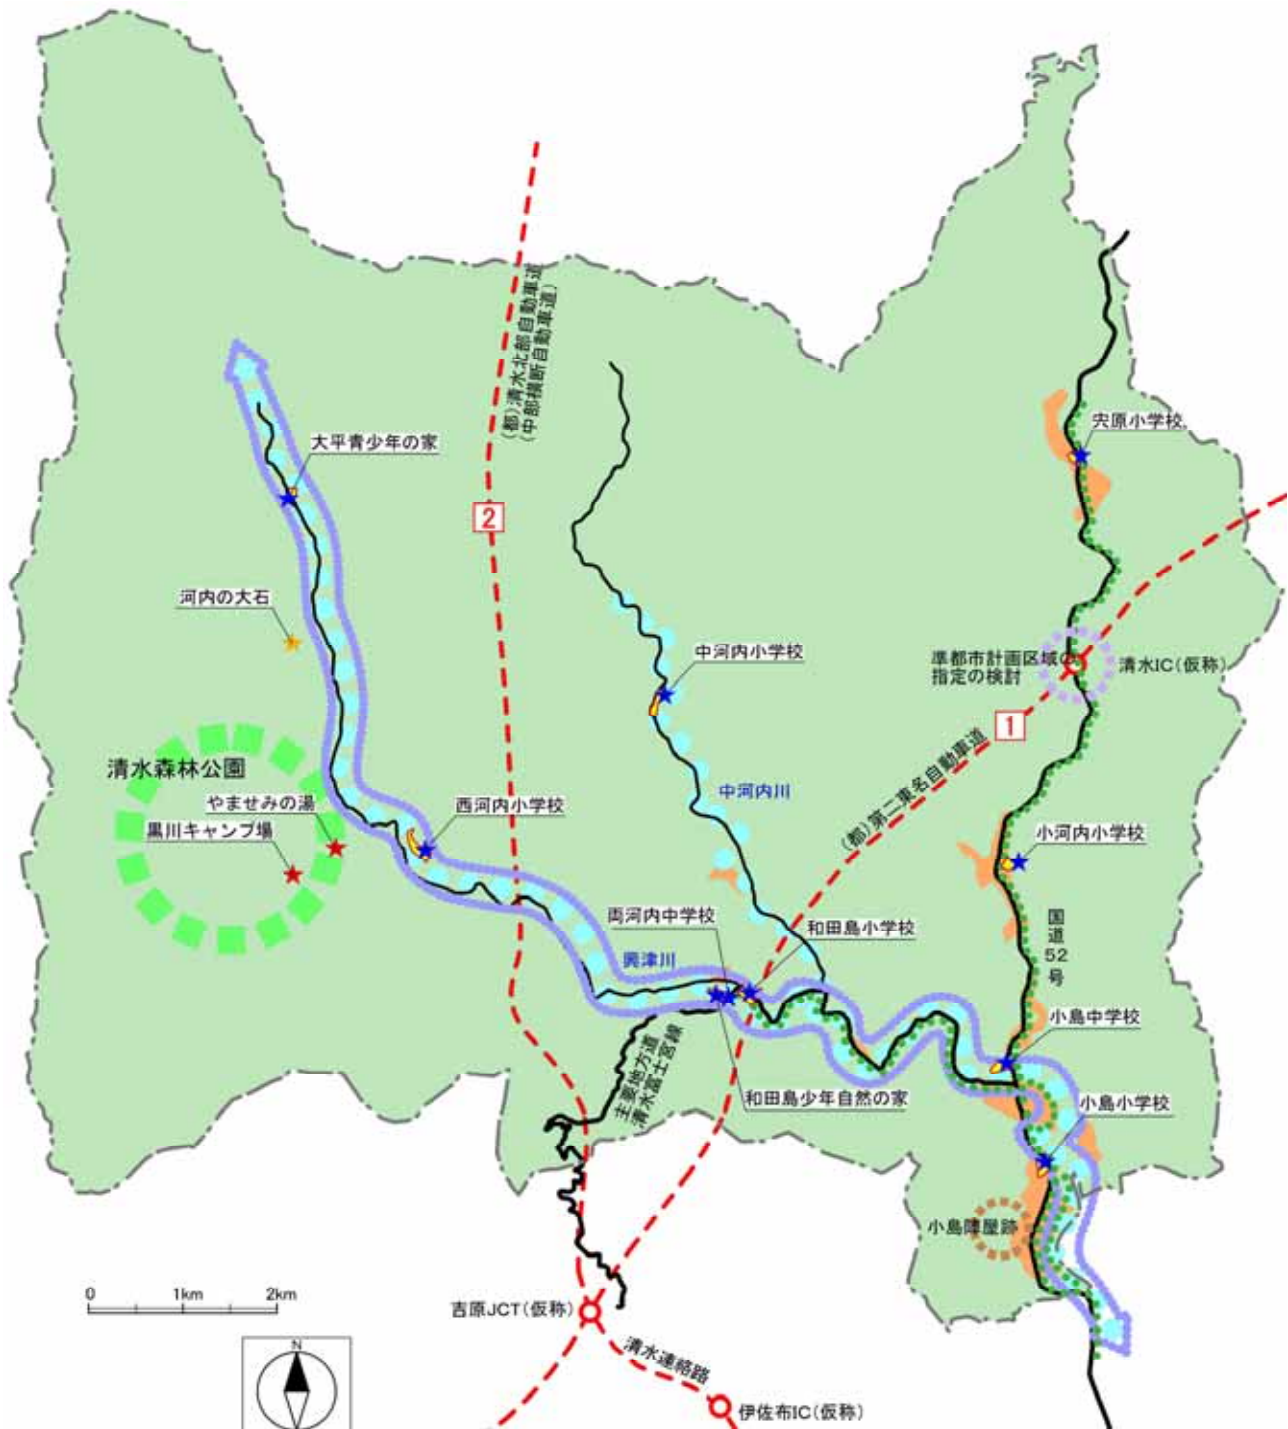 (都)清水北部自動車道
(中部横断自動車道)
大平青少年の家
宍原小学校
2
河内の大石
中河内小学校
準都市計画区域の
指定の検討
清水IC(仮称)
1
清水森林公園
中河内川
(都)第二東名自動車道
やませみの湯
西河内小学校
黒川キャンプ場
小河内小学校
両河内中学校
和田島小学校
国道52号
興津川
小島中学校
主要地方道
清水富士宮線
和田島少年自然の家
小島小学校
小島陣屋跡
0 1km 2km
吉原JCT(仮称)
N
清水連絡路
伊佐布IC(仮称)